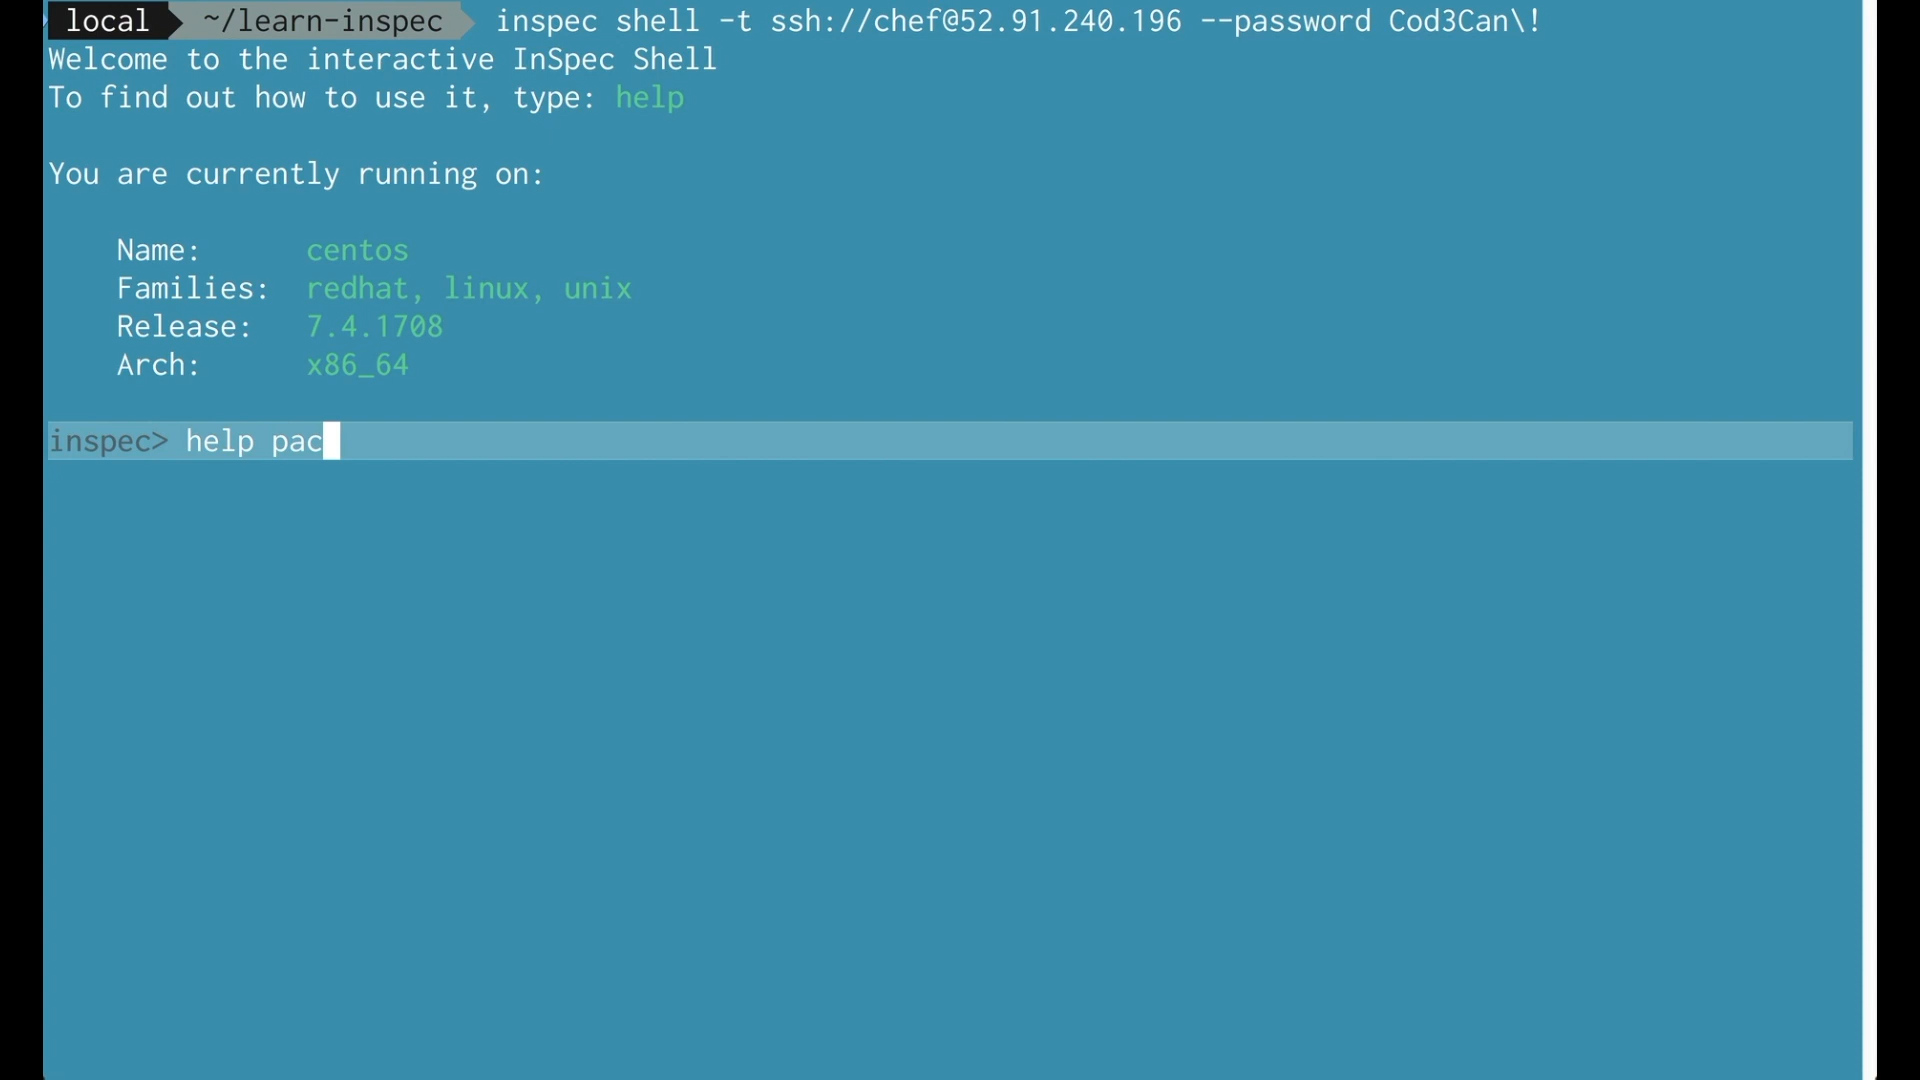 local ~/learn-inspec inspec shell -t ssh://chef@52.91.240.196 --password Cod3Can\!
Welcome to the interactive InSpec Shell
To find out how to use it, type: help
You are currently running on:
Name: centos
Families: redhat, linux, unix
Release: 7.4.1708
Arch: x86_64
inspec> help pac